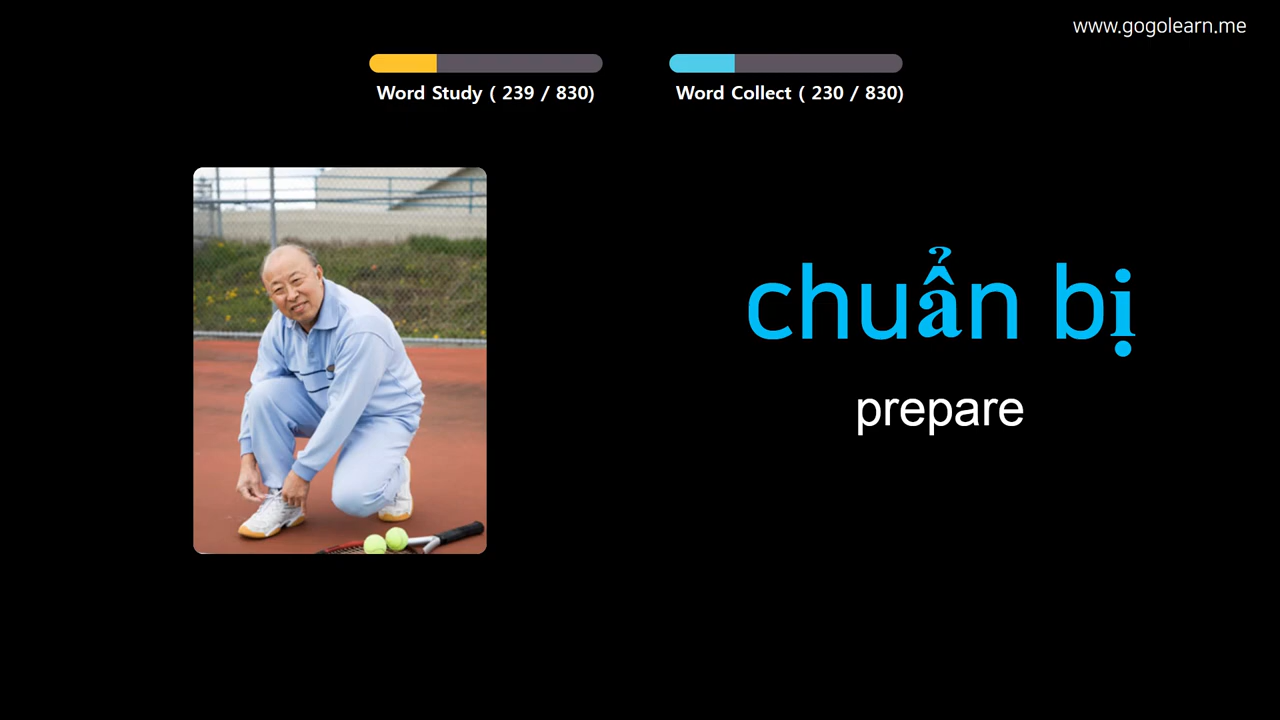 www.gogolearn.me
Word Study ( 239 / 830)
Word Collect ( 230 / 830)
chuẩn bị
prepare